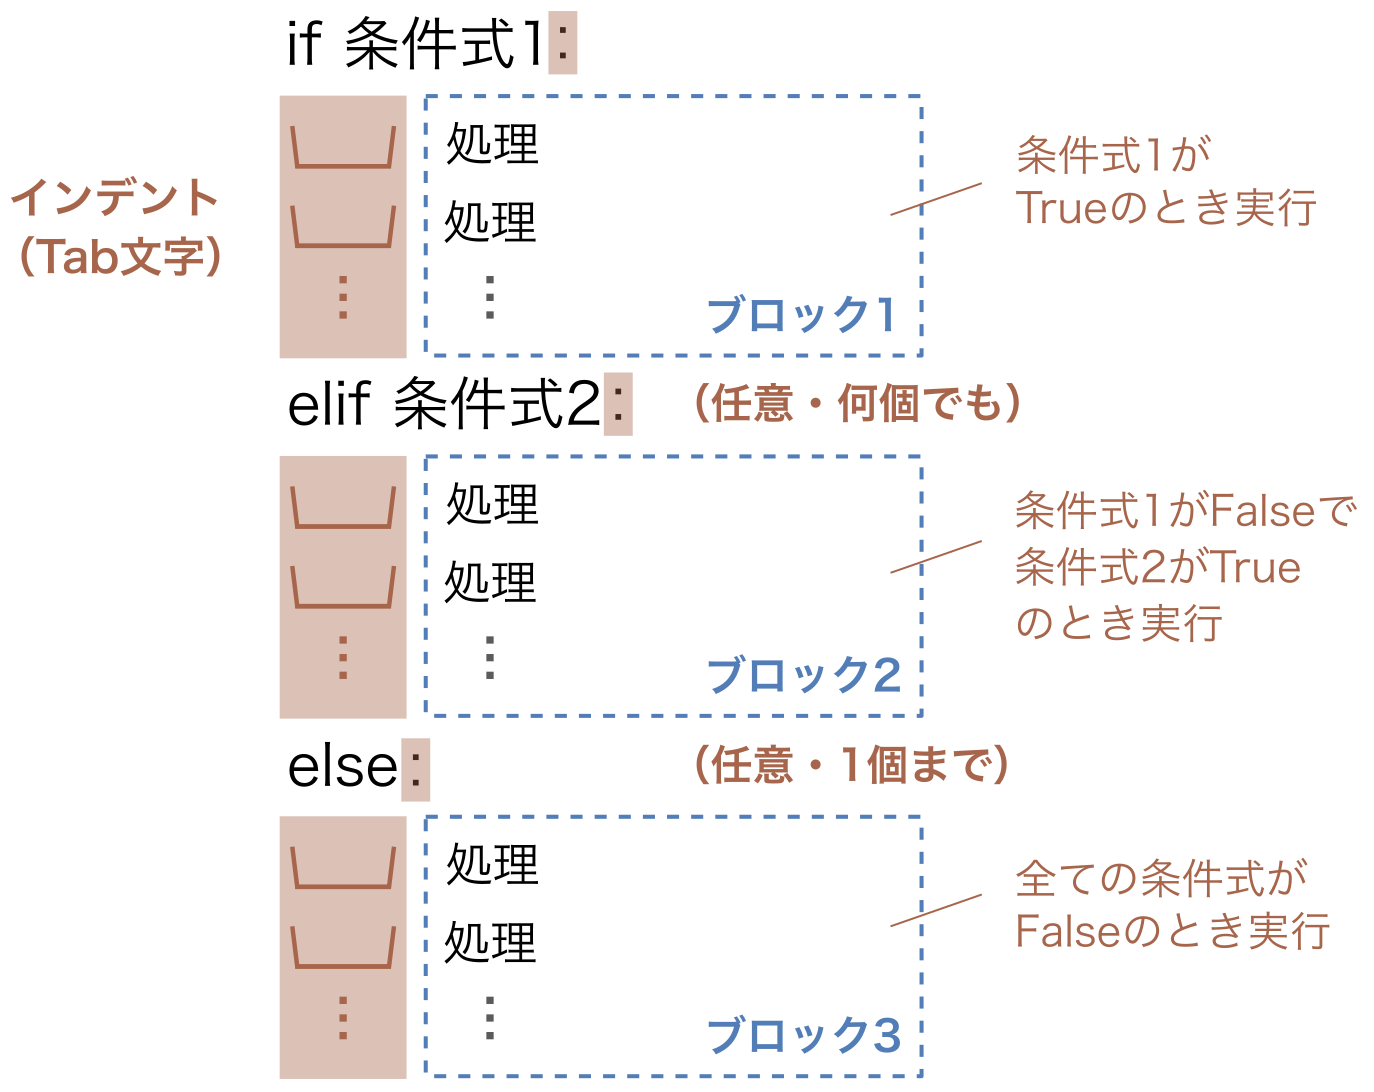 if 条件式1:
処理
処理
⋮
⋮
インデント
（Tab文字）
条件式1が
Trueのとき実行
ブロック1
elif 条件式2:
（任意・何個でも）
処理
処理
⋮
⋮
条件式1がFalseで
条件式2がTrue
のとき実行
ブロック2
else:
（任意・1個まで）
処理
処理
⋮
⋮
全ての条件式が
Falseのとき実行
ブロック3